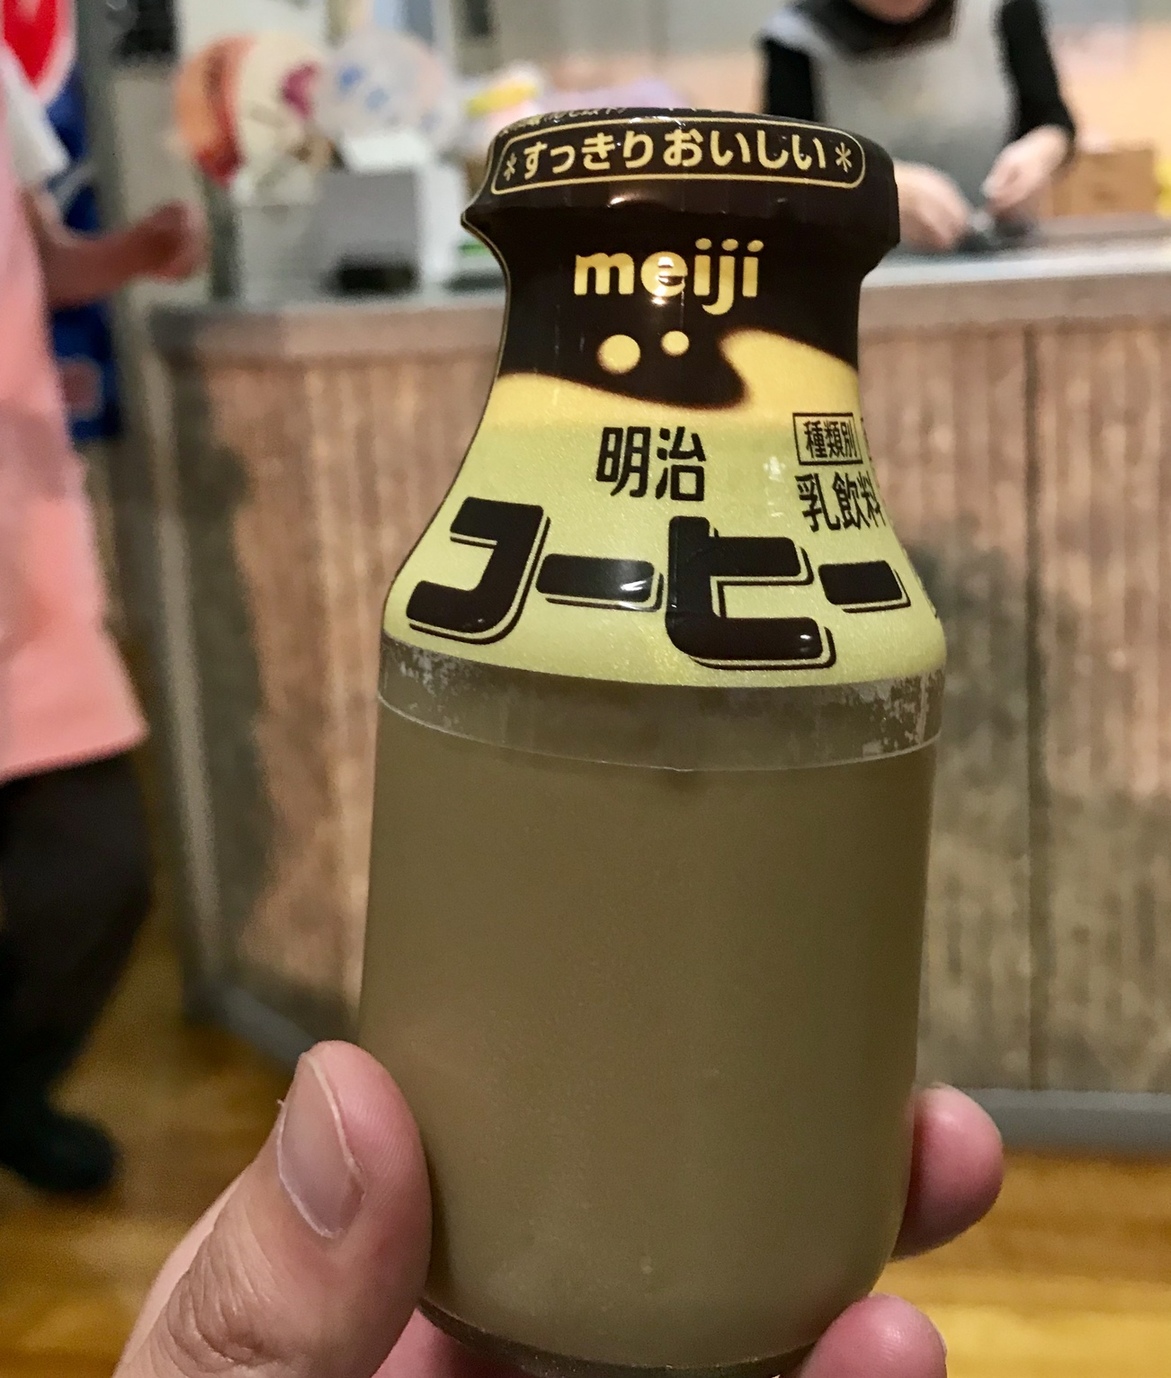 *すっきりおいしい*
meiji
明治
種類別
乳飲料
コーヒー